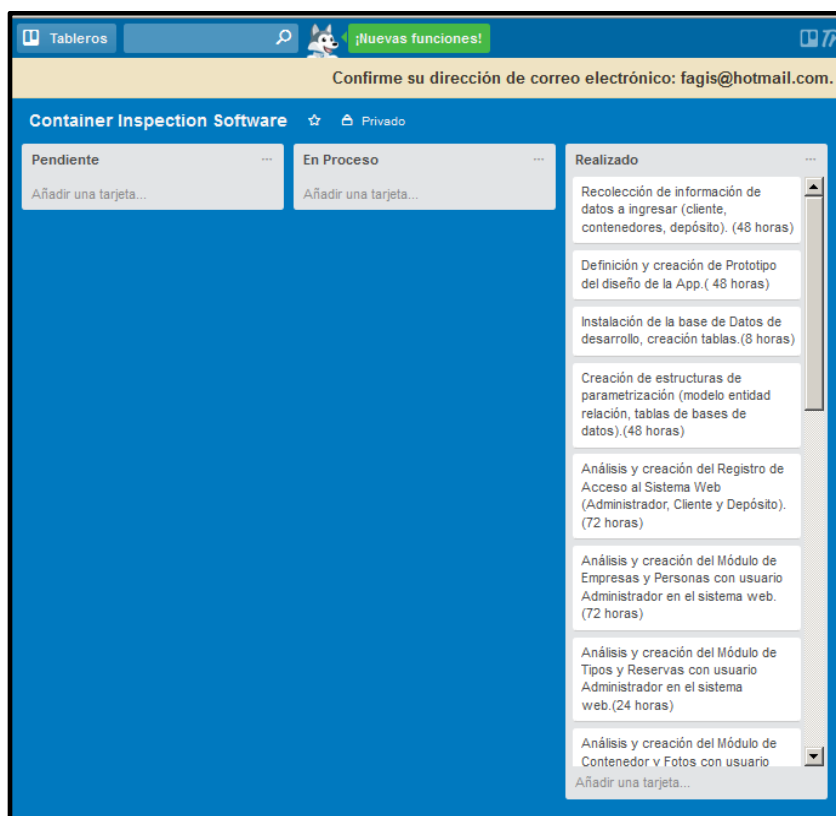 Tableros
¡Nuevas funciones!
Confirme su dirección de correo electrónico: fagis@hotmail.com.
Container Inspection Software
Privado
Pendiente
Añadir una tarjeta...
En Proceso
Añadir una tarjeta...
Realizado
Recolección de información de
datos a ingresar (cliente,
contenedores, depósito). (48 horas)
Definición y creación de Prototipo
del diseño de la App.( 48 horas)
Instalación de la base de Datos de
desarrollo, creación tablas.(8 horas)
Creación de estructuras de
parametrización (modelo entidad
relación, tablas de bases de
datos).(48 horas)
Análisis y creación del Registro de
Acceso al Sistema Web
(Administrador, Cliente y Depósito).
(72 horas)
Análisis y creación del Módulo de
Empresas y Personas con usuario
Administrador en el sistema web.
(72 horas)
Análisis y creación del Módulo de
Tipos y Reservas con usuario
Administrador en el sistema
web.(24 horas)
Análisis y creación del Módulo de
Contenedor y Fotos con usuario
Añadir una tarjeta...